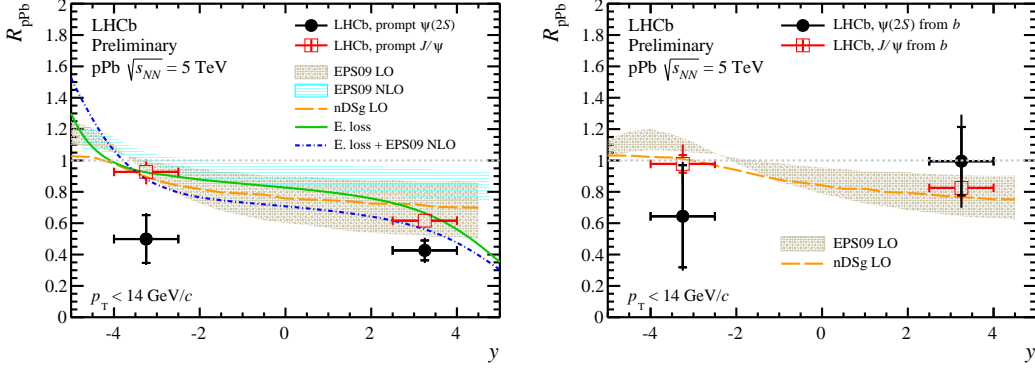 R_pPb
2
1.8
1.6
1.4
1.2
1
0.8
0.6
0.4
0.2
0
LHCb
Preliminary
pPb √s_NN = 5 TeV
LHCb, prompt ψ(2S)
LHCb, prompt J/ψ
EPS09 LO
EPS09 NLO
nDSg LO
E. loss
E. loss + EPS09 NLO
p_T < 14 GeV/c
-4 -2 0 2 4
y
R_pPb
2
1.8
1.6
1.4
1.2
1
0.8
0.6
0.4
0.2
0
LHCb
Preliminary
pPb √s_NN = 5 TeV
LHCb, ψ(2S) from b
LHCb, J/ψ from b
EPS09 LO
nDSg LO
p_T < 14 GeV/c
-4 -2 0 2 4
y